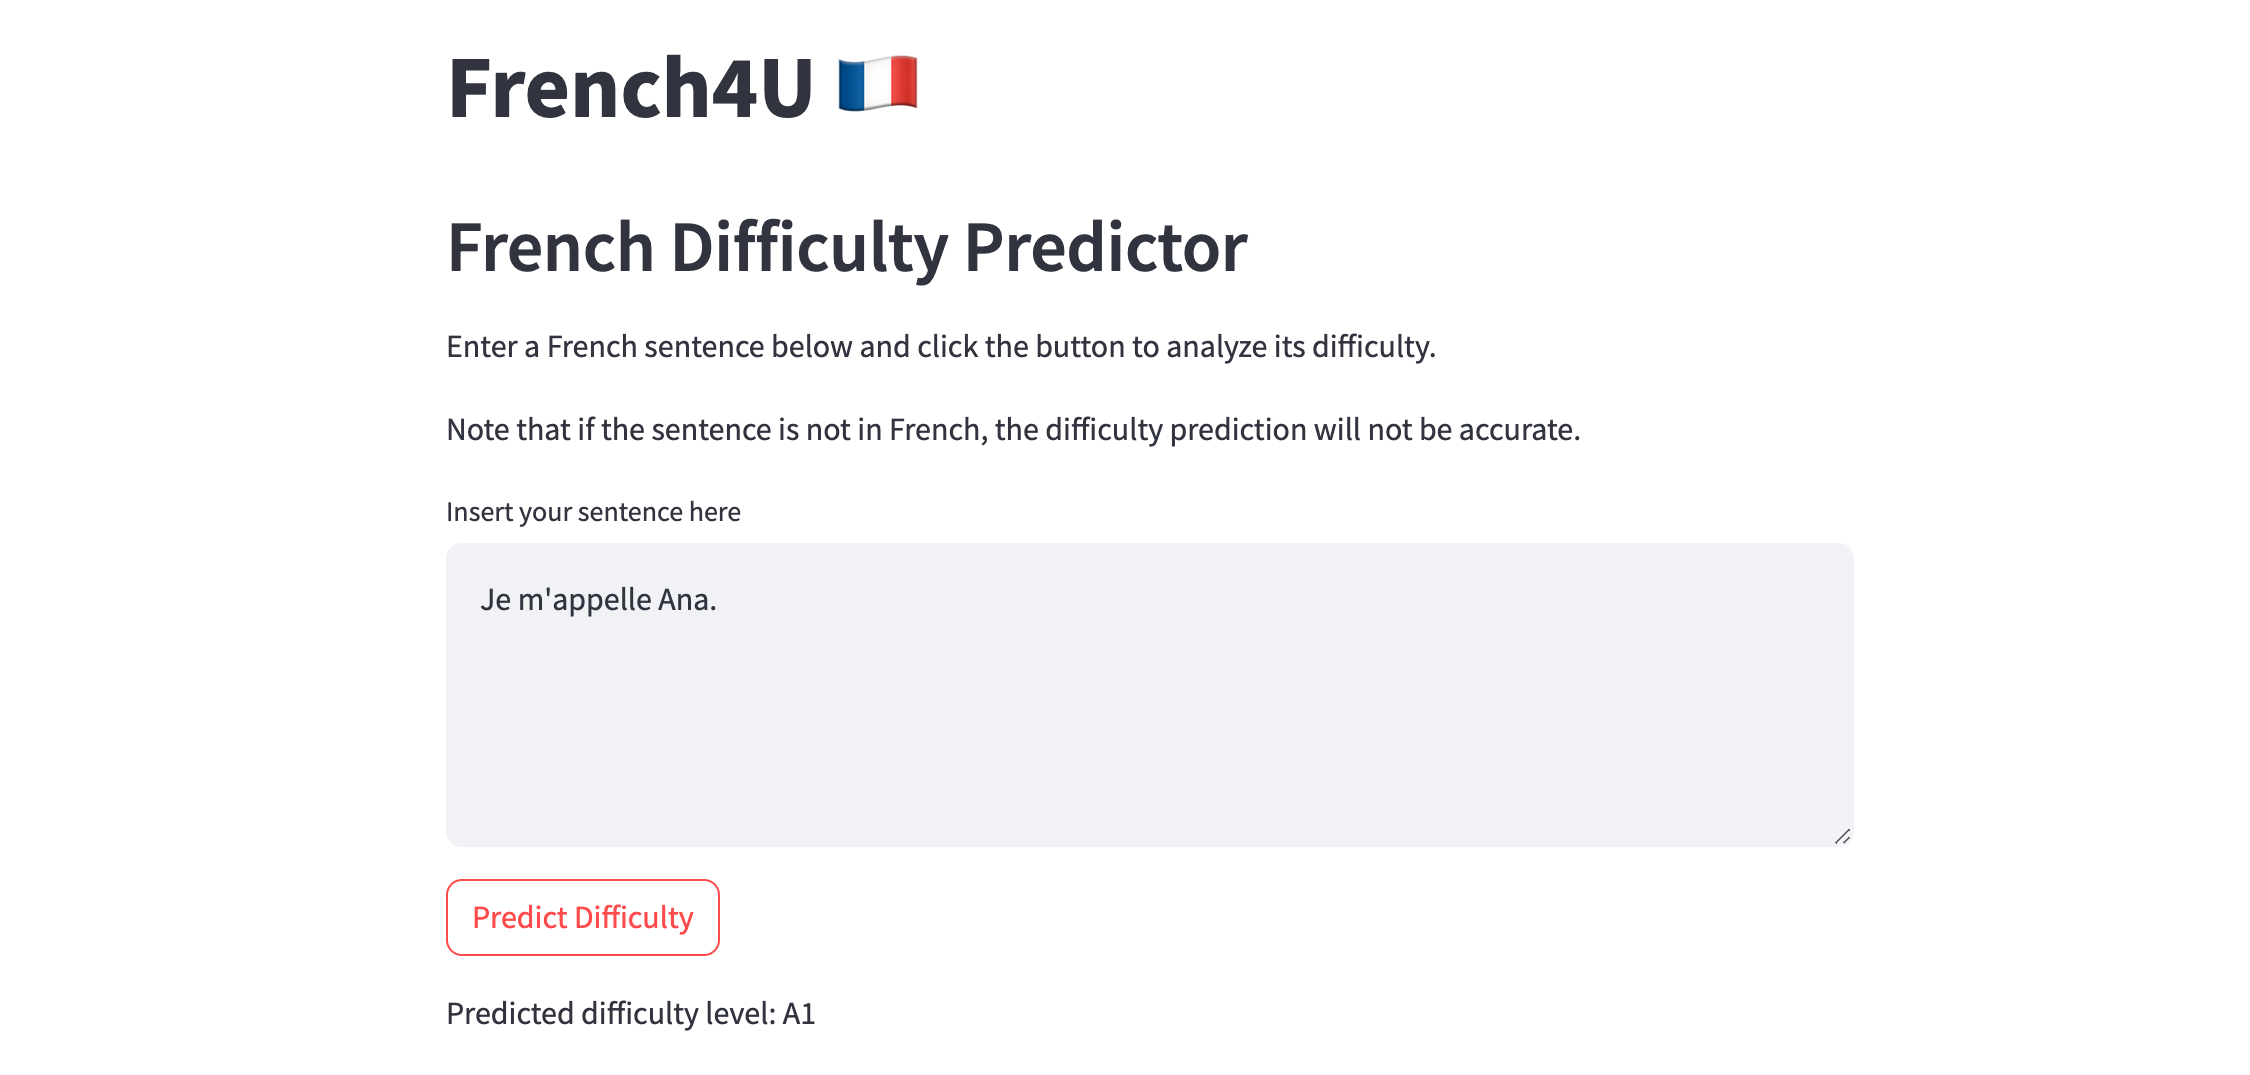 French4U 🇫🇷
French Difficulty Predictor
Enter a French sentence below and click the button to analyze its difficulty.
Note that if the sentence is not in French, the difficulty prediction will not be accurate.
Insert your sentence here
Je m'appelle Ana.
Predict Difficulty
Predicted difficulty level: A1